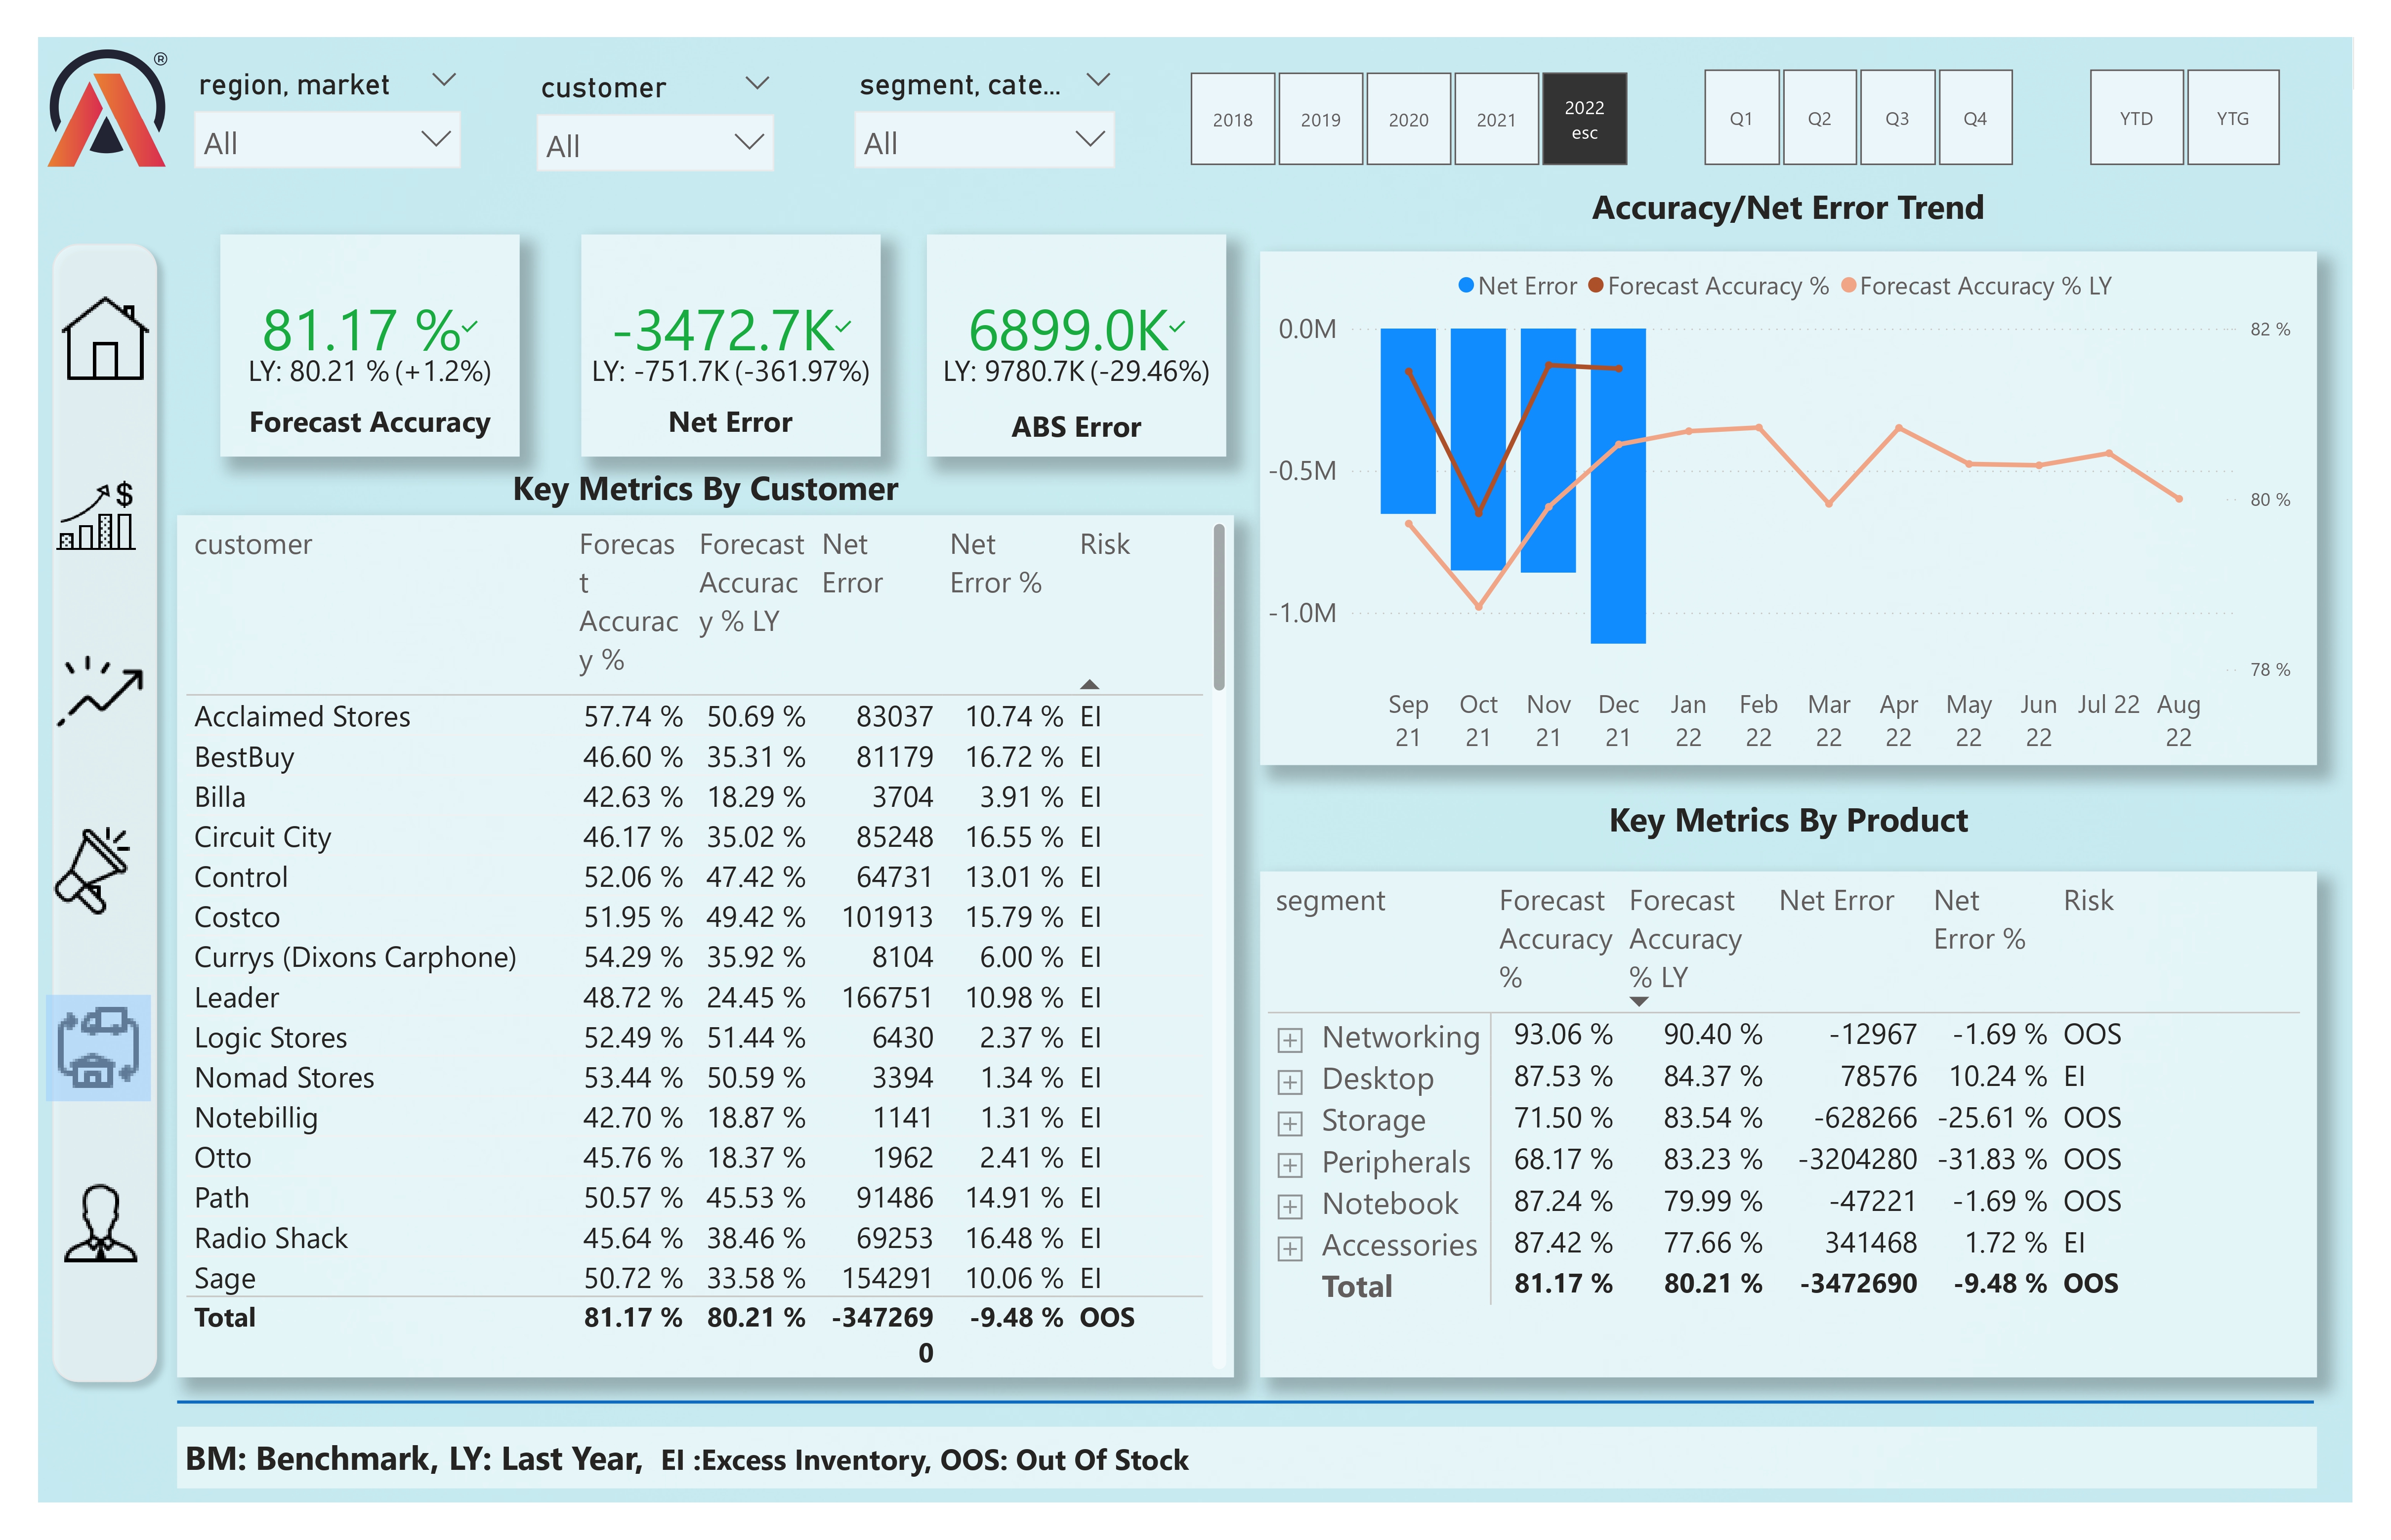 ®
region, market
All
customer
All
segment, cate...
All
2018
2019
2020
2021
2022
esc
Q1
Q2
Q3
Q4
YTD
YTG
81.17 %
LY: 80.21 % (+1.2%)
Forecast Accuracy
-3472.7K
LY: -751.7K (-361.97%)
Net Error
6899.0K
LY: 9780.7K (-29.46%)
ABS Error
Accuracy/Net Error Trend
Net Error Forecast Accuracy % Forecast Accuracy % LY
0.0M
-0.5M
-1.0M
82 %
80 %
78 %
Sep 21
Oct 21
Nov 21
Dec 21
Jan 22
Feb 22
Mar 22
Apr 22
May 22
Jun 22
Jul 22
Aug 22
$
Key Metrics By Customer
customer Forecast Accuracy % Forecast Accuracy % LY Net Error Net Error % Risk
Acclaimed Stores 57.74 % 50.69 % 83037 10.74 % EI
BestBuy 46.60 % 35.31 % 81179 16.72 % EI
Billa 42.63 % 18.29 % 3704 3.91 % EI
Circuit City 46.17 % 35.02 % 85248 16.55 % EI
Control 52.06 % 47.42 % 64731 13.01 % EI
Costco 51.95 % 49.42 % 101913 15.79 % EI
Currys (Dixons Carphone) 54.29 % 35.92 % 8104 6.00 % EI
Leader 48.72 % 24.45 % 166751 10.98 % EI
Logic Stores 52.49 % 51.44 % 6430 2.37 % EI
Nomad Stores 53.44 % 50.59 % 3394 1.34 % EI
Notebillig 42.70 % 18.87 % 1141 1.31 % EI
Otto 45.76 % 18.37 % 1962 2.41 % EI
Path 50.57 % 45.53 % 91486 14.91 % EI
Radio Shack 45.64 % 38.46 % 69253 16.48 % EI
Sage 50.72 % 33.58 % 154291 10.06 % EI
Total 81.17 % 80.21 % -3472690 -9.48 % OOS
Key Metrics By Product
segment Forecast Accuracy % Forecast Accuracy % LY Net Error Net Error % Risk
Networking 93.06 % 90.40 % -12967 -1.69 % OOS
Desktop 87.53 % 84.37 % 78576 10.24 % EI
Storage 71.50 % 83.54 % -628266 -25.61 % OOS
Peripherals 68.17 % 83.23 % -3204280 -31.83 % OOS
Notebook 87.24 % 79.99 % -47221 -1.69 % OOS
Accessories 87.42 % 77.66 % 341468 1.72 % EI
Total 81.17 % 80.21 % -3472690 -9.48 % OOS
BM: Benchmark, LY: Last Year, EI :Excess Inventory, OOS: Out Of Stock